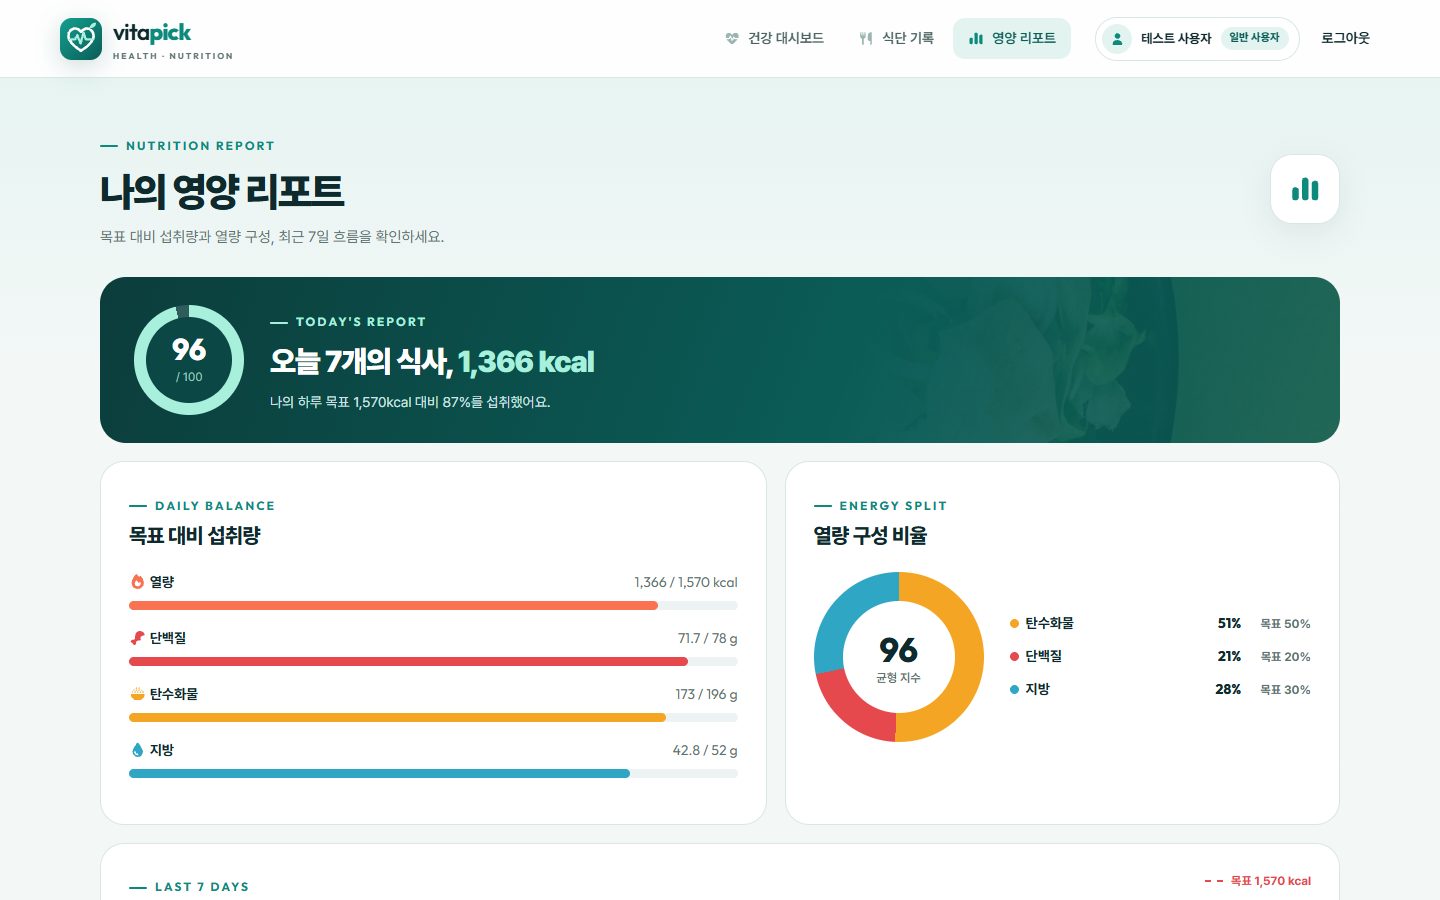 vitapick
HEALTH · NUTRITION
건강 대시보드
식단 기록
영양 리포트
테스트 사용자
일반 사용자
로그아웃
NUTRITION REPORT
나의 영양 리포트
목표 대비 섭취량과 열량 구성, 최근 7일 흐름을 확인하세요.
96
/ 100
TODAY'S REPORT
오늘 7개의 식사, 1,366 kcal
나의 하루 목표 1,570kcal 대비 87%를 섭취했어요.
DAILY BALANCE
목표 대비 섭취량
열량
1,366 / 1,570 kcal
단백질
71.7 / 78 g
탄수화물
173 / 196 g
지방
42.8 / 52 g
ENERGY SPLIT
열량 구성 비율
96
균형 지수
탄수화물 51% 목표 50%
단백질 21% 목표 20%
지방 28% 목표 30%
LAST 7 DAYS
목표 1,570 kcal